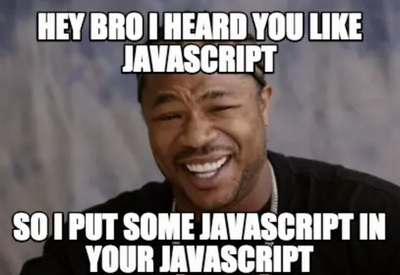 HEY BRO I HEARD YOU LIKE
JAVASCRIPT
SO I PUT SOME JAVASCRIPT IN
YOUR JAVASCRIPT